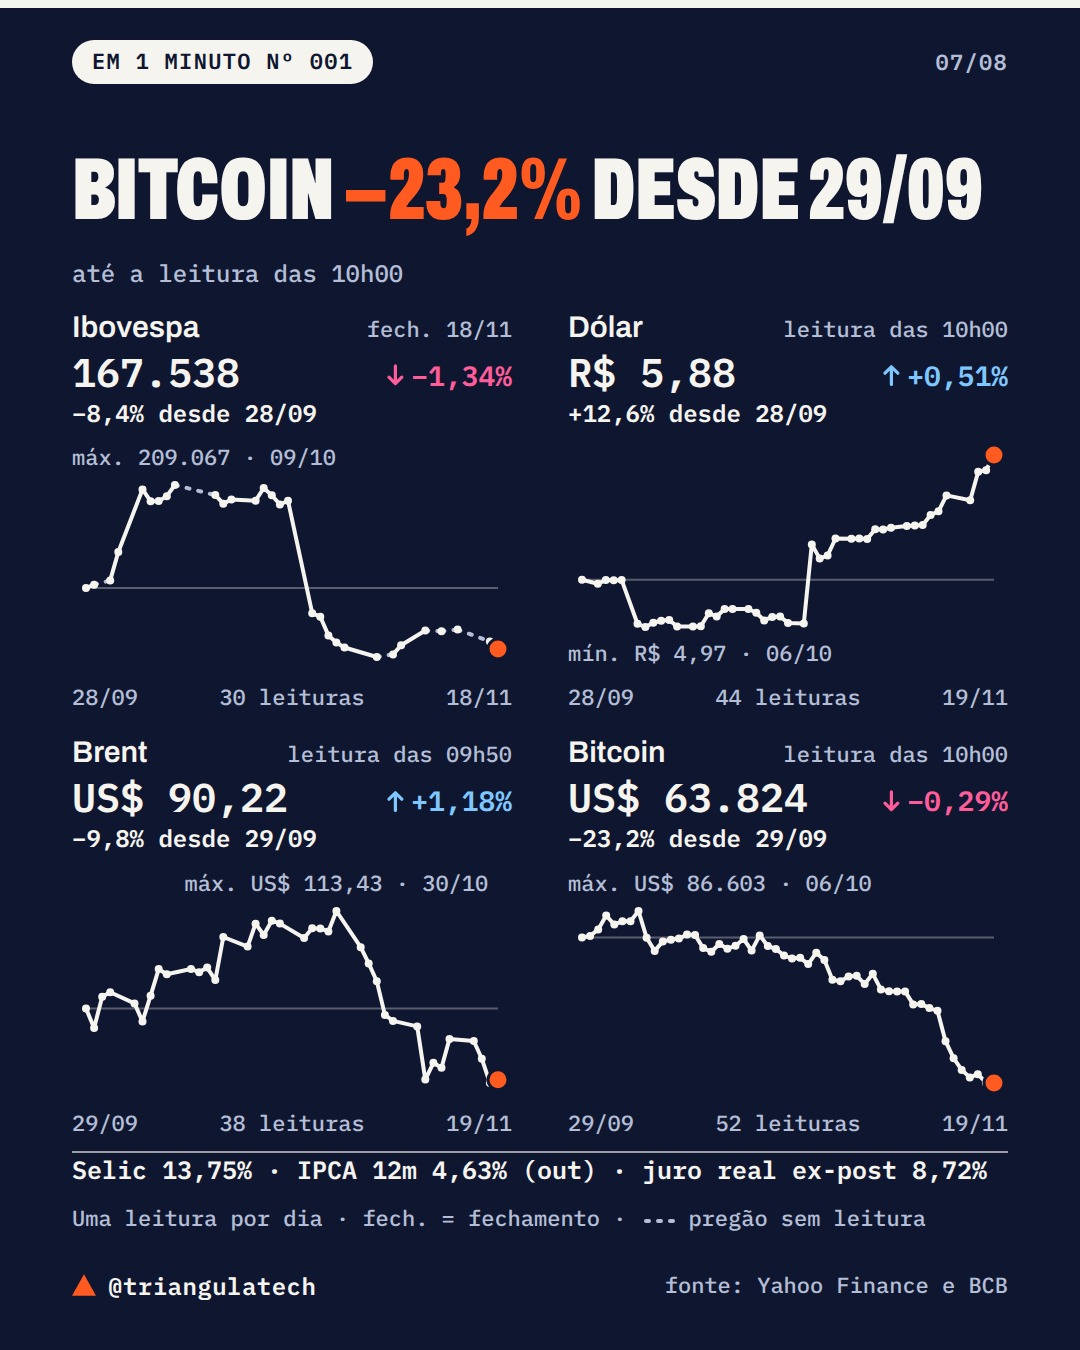 EM 1 MINUTO Nº 001
07/08
BITCOIN −23,2% DESDE 29/09
até a leitura das 10h00
Ibovespa
fech. 18/11
167.538
↓ −1,34%
−8,4% desde 28/09
máx. 209.067 · 09/10
28/09
30 leituras
18/11
Dólar
leitura das 10h00
R$ 5,88
↑ +0,51%
+12,6% desde 28/09
mín. R$ 4,97 · 06/10
28/09
44 leituras
19/11
Brent
leitura das 09h50
US$ 90,22
↑ +1,18%
−9,8% desde 29/09
máx. US$ 113,43 · 30/10
29/09
38 leituras
19/11
Bitcoin
leitura das 10h00
US$ 63.824
↓ −0,29%
−23,2% desde 29/09
máx. US$ 86.603 · 06/10
29/09
52 leituras
19/11
Selic 13,75% · IPCA 12m 4,63% (out) · juro real ex-post 8,72%
Uma leitura por dia · fech. = fechamento · --- pregão sem leitura
@triangulatech
fonte: Yahoo Finance e BCB